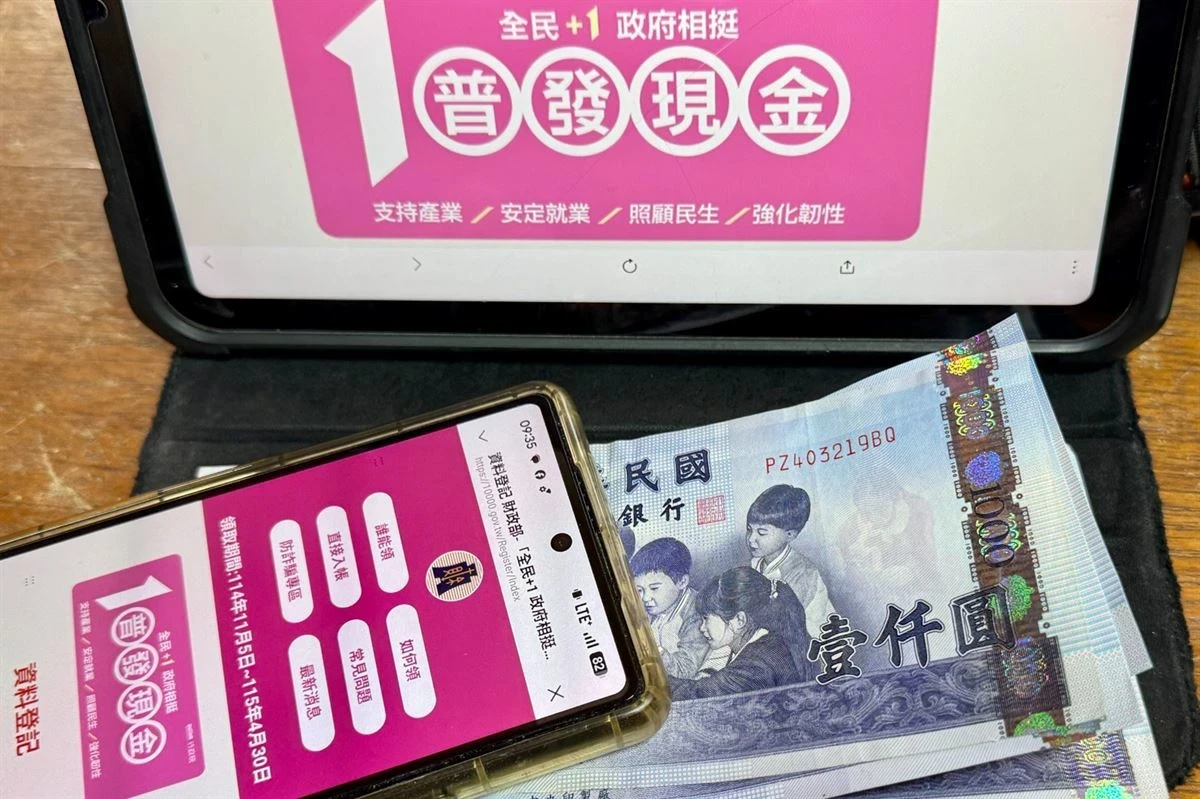 全民+1 政府相挺
1
普發現金
支持產業／安定就業／照顧民生／強化韌性
09:35
LTE
82
資料登記 財政部-「全民+1 政府相挺...
https://10000.gov.tw/Register/Index
財
誰能領
如何領
直接入帳
常見問題
防詐騙專區
最新消息
領取期間:114年11月5日~115年4月30日
全民+1 政府相挺
1
普發現金
支持產業／安定就業／照顧民生／強化韌性
資料登記
民國
銀行
PZ403219BQ
1000
壹仟圓